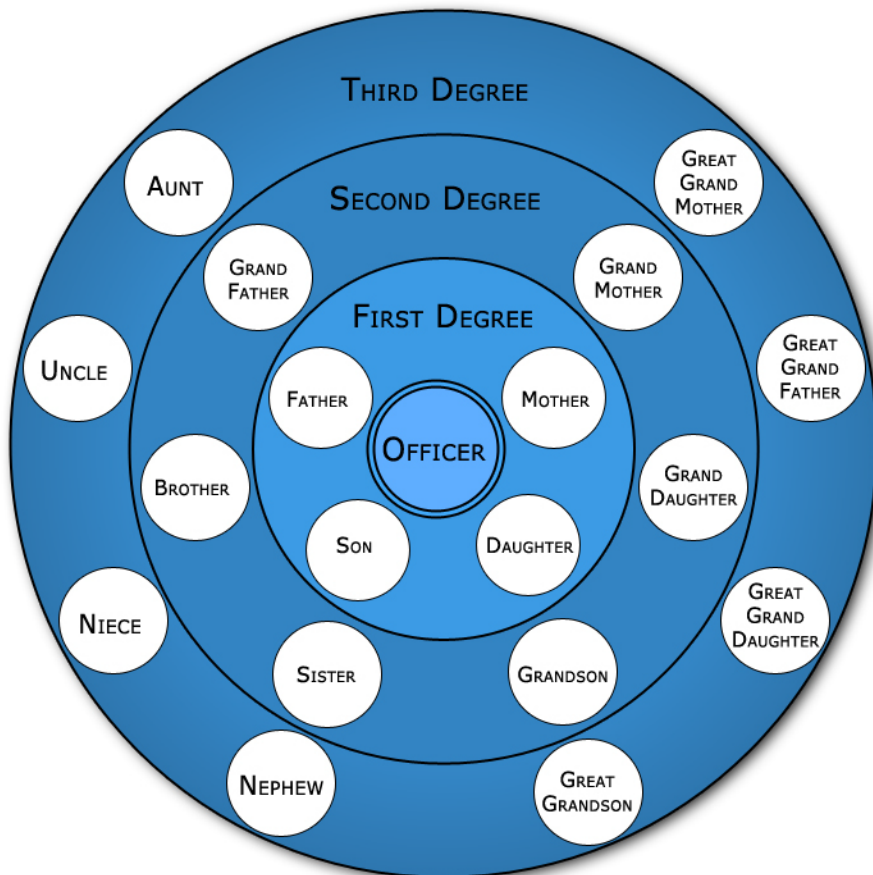 Third Degree
Aunt
Great
Grand
Mother
Second Degree
Grand
Father
Grand
Mother
First Degree
Uncle
Great
Grand
Father
Father
Mother
Officer
Brother
Grand
Daughter
Son
Daughter
Niece
Great
Grand
Daughter
Sister
Grandson
Nephew
Great
Grandson